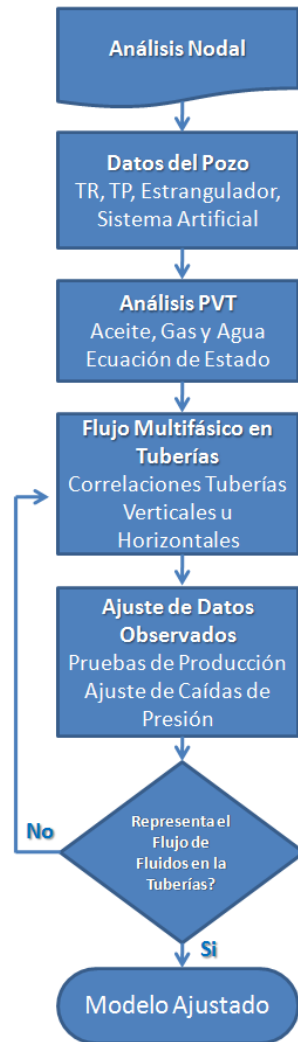 Análisis Nodal
Datos del Pozo
TR, TP, Estrangulador,
Sistema Artificial
Análisis PVT
Aceite, Gas y Agua
Ecuación de Estado
Flujo Multifásico en
Tuberías
Correlaciones Tuberías
Verticales u
Horizontales
Ajuste de Datos
Observados
Pruebas de Producción
Ajuste de Caídas de
Presión
Representa el
Flujo de
Fluidos en la
Tuberías?
No
Si
Modelo Ajustado